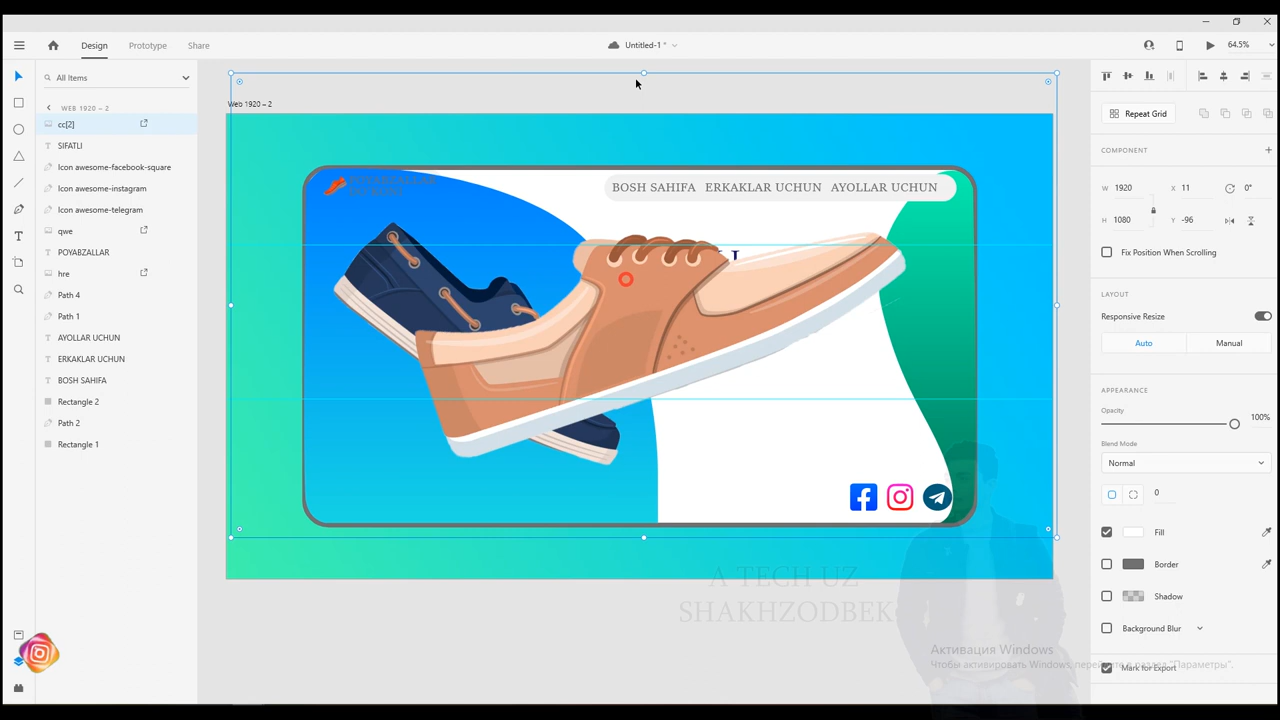 Design
Prototype
Share
Untitled-1 *
64.5%
All Items
WEB 1920 – 2
cc[2]
SIFATLI
Icon awesome-facebook-square
Icon awesome-instagram
Icon awesome-telegram
qwe
POYABZALLAR
hre
Path 4
Path 1
AYOLLAR UCHUN
ERKAKLAR UCHUN
BOSH SAHIFA
Rectangle 2
Path 2
Rectangle 1
Web 1920 – 2
BOSH SAHIFA ERKAKLAR UCHUN AYOLLAR UCHUN
A TECH UZ
SHAKHZODBEK
Repeat Grid
COMPONENT
W 1920 X 11 0°
H 1080 Y -96
Fix Position When Scrolling
LAYOUT
Responsive Resize
Auto Manual
APPEARANCE
Opacity
100%
Blend Mode
Normal
0
Fill
Border
Shadow
Background Blur
Mark for Export
Активация Windows
Чтобы активировать Windows, перейдите в раздел "Параметры".